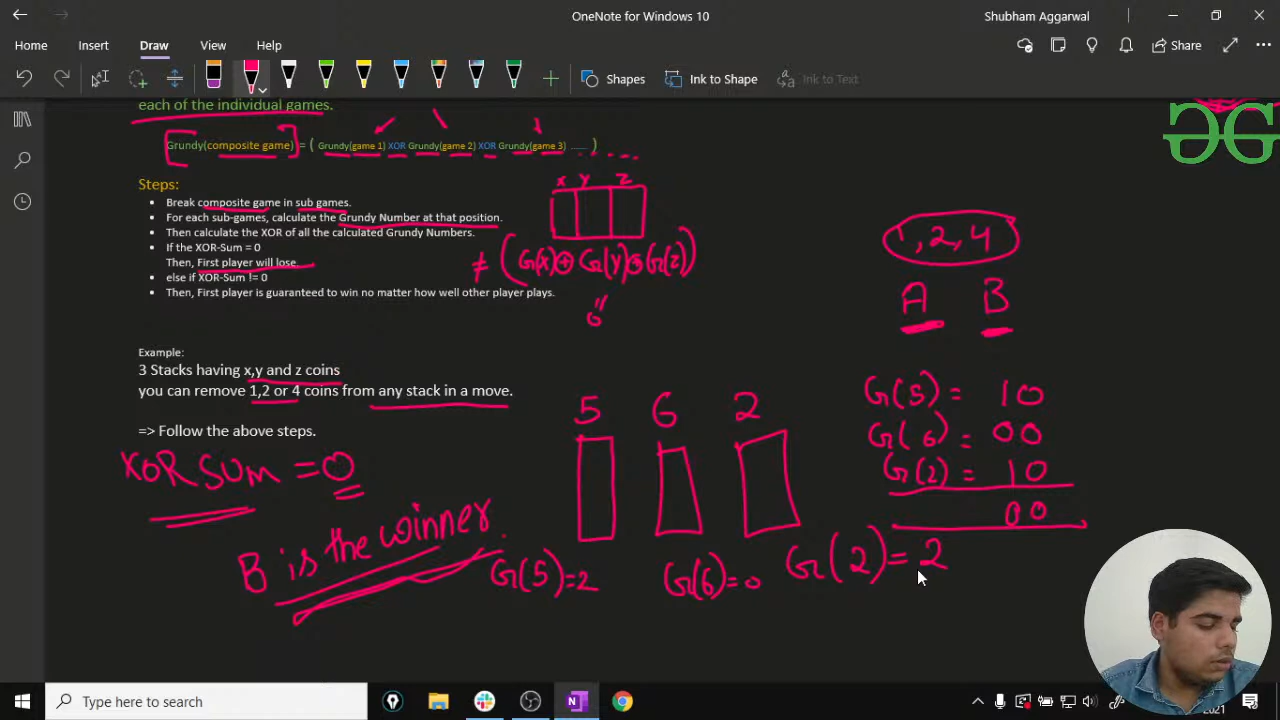 OneNote for Windows 10
Shubham Aggarwal
Home Insert Draw View Help
Share
Shapes
Ink to Shape
Ink to Text
each of the individual games.
Grundy(composite game) = ( Grundy(game 1) XOR Grundy(game 2) XOR Grundy(game 3) ...... )
Steps:
Break composite game in sub games.
For each sub-games, calculate the Grundy Number at that position.
Then calculate the XOR of all the calculated Grundy Numbers.
If the XOR-Sum = 0
Then, First player will lose.
else if XOR-Sum != 0
Then, First player is guaranteed to win no matter how well other player plays.
x y z
≠ (G(x)⊕ G(y)⊕G(z))
0
1,2,4
A B
Example:
3 Stacks having x,y and z coins
you can remove 1,2 or 4 coins from any stack in a move.
=> Follow the above steps.
XOR SUM = 0
B is the winner.
5 6 2
G(5)=2 G(6)=0 G(2)=2
G(5) = 10
G(6) = 00
G(2) = 10
00
Type here to search
2021